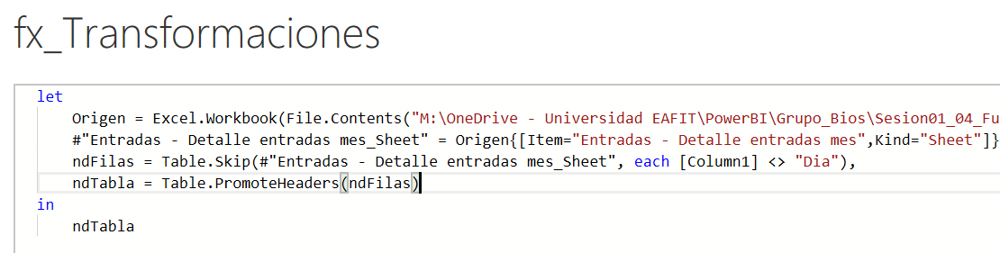 fx_Transformaciones
let
Origen = Excel.Workbook(File.Contents("M:\OneDrive - Universidad EAFIT\PowerBI\Grupo_Bios\Sesion01_04_Fu
#"Entradas - Detalle entradas mes_Sheet" = Origen{[Item="Entradas - Detalle entradas mes",Kind="Sheet"]}
ndFilas = Table.Skip(#"Entradas - Detalle entradas mes_Sheet", each [Column1] <> "Dia"),
ndTabla = Table.PromoteHeaders(ndFilas)
in
ndTabla